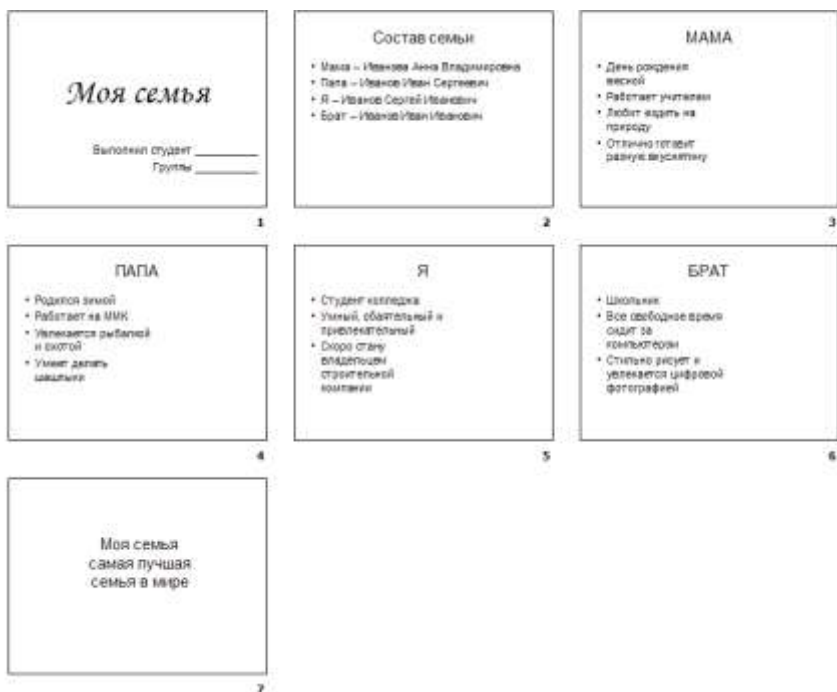 Моя семья
Выполнил студент ___________
Группы ___________
1
Состав семьи
• Мама – Иванова Анна Владимировна
• Папа – Иванов Иван Сергеевич
• Я – Иванов Сергей Иванович
• Брат – Иванов Иван Иванович
2
МАМА
• День рождения
весной
• Работает учителем
• Любит ездить на
природу
• Отлично готовит
разную вкуснятину
3
ПАПА
• Родился зимой
• Работает на ММК
• Увлекается рыбалкой
и охотой
• Умеет делать
шашлыки
4
Я
• Студент колледжа
• Умный, обаятельный и
привлекательный
• Скоро стану
владельцем
строительной
компании
5
БРАТ
• Школьник
• Все свободное время
сидит за
компьютером
• Стильно рисует и
увлекается цифровой
фотографией
6
Моя семья
самая лучшая
семья в мире
7